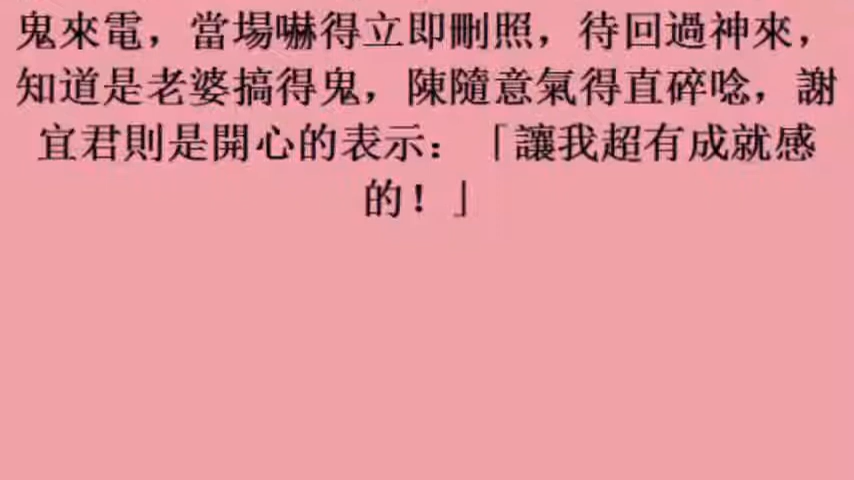 鬼來電，當場嚇得立即刪照，待回過神來，
知道是老婆搞得鬼，陳隨意氣得直碎唸，謝
宜君則是開心的表示：「讓我超有成就感
的！」